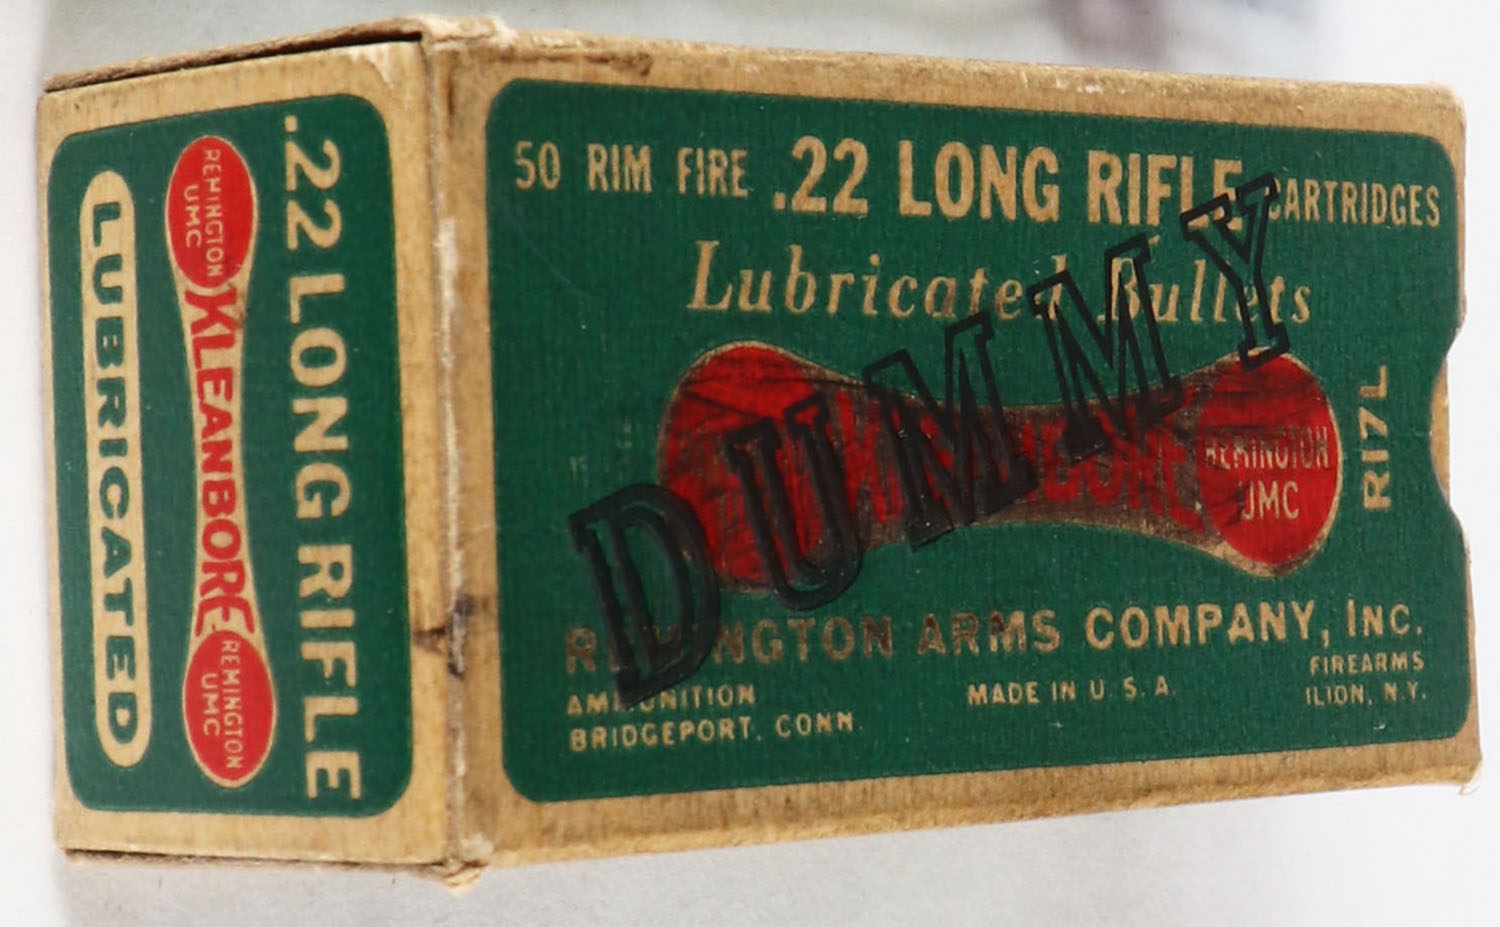 .22 LONG RIFLE
REMINGTON
UMC
KLEANBORE
REMINGTON
UMC
LUBRICATED
50 RIM FIRE .22 LONG RIFLE CARTRIDGES
Lubricated Bullets
DUMMY
KLEANBORE
REMINGTON
UMC
R17L
REMINGTON ARMS COMPANY, INC.
AMMUNITION
BRIDGEPORT, CONN.
MADE IN U.S.A.
FIREARMS
ILION, N.Y.